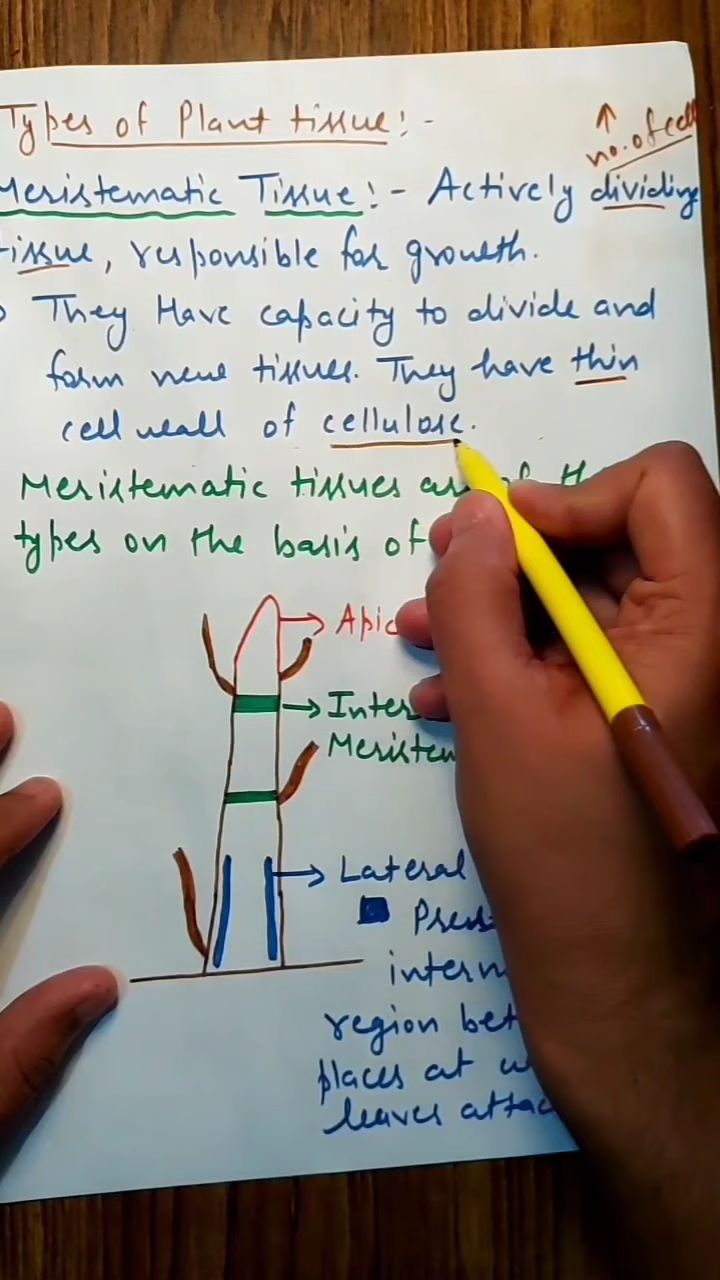 Types of Plant tissue:-
↑
no. of cell
Meristematic Tissue:- Actively dividing
tissue, responsible for growth.
They Have capacity to divide and
form new tissues. They have thin
cell wall of cellulose.
Meristematic tissues are of
types on the basis of
→ Apic
→ Inter
Meristem
→ Lateral
Pres
intern
region bet
places at w
leaves attac